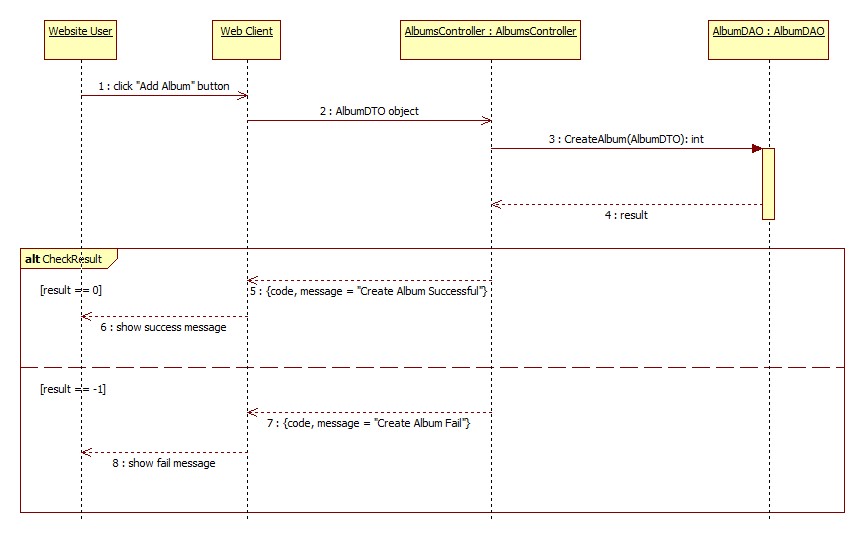 Website User
Web Client
AlbumsController : AlbumsController
AlbumDAO : AlbumDAO
1 : click "Add Album" button
2 : AlbumDTO object
3 : CreateAlbum(AlbumDTO): int
4 : result
alt CheckResult
[result == 0]
5 : {code, message = "Create Album Successful"}
6 : show success message
[result == -1]
7 : {code, message = "Create Album Fail"}
8 : show fail message